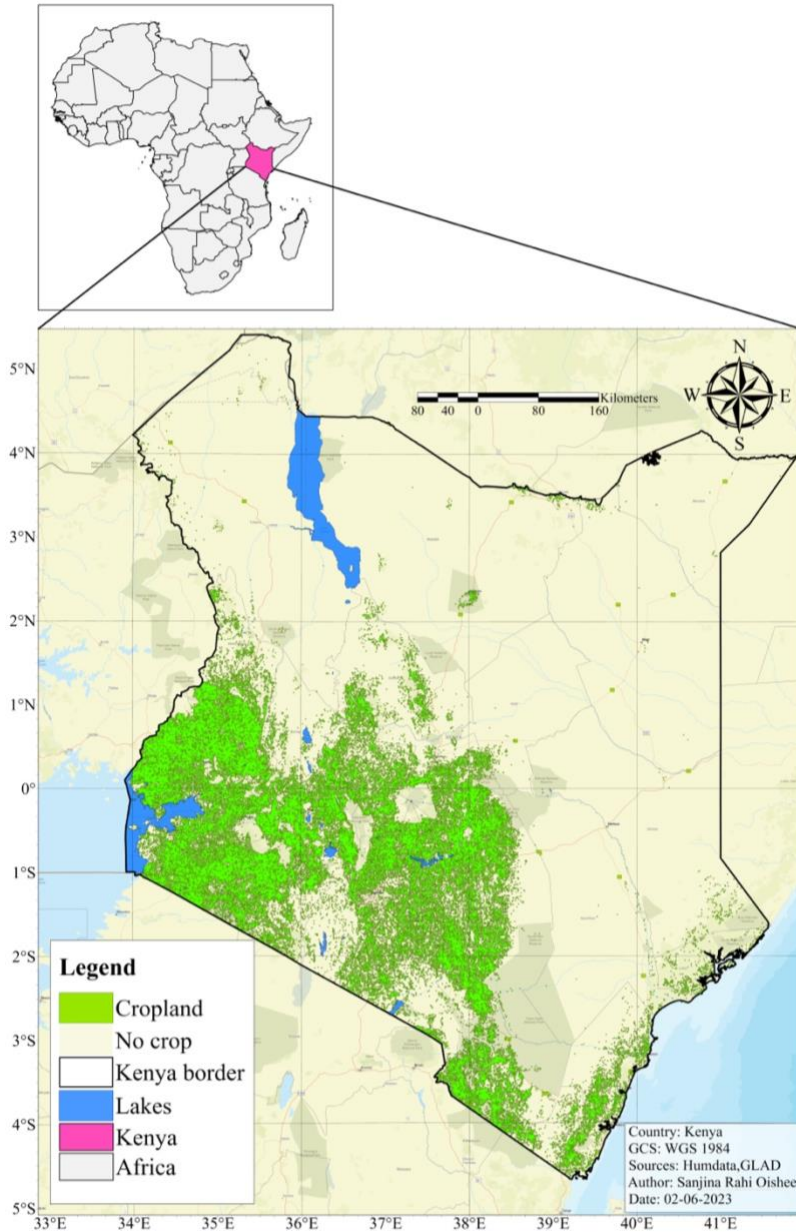 N
W E
S
80 40 0 80 160 Kilometers
5°N
4°N
3°N
2°N
1°N
0°
1°S
2°S
3°S
4°S
5°S
Legend
Cropland
No crop
Kenya border
Lakes
Kenya
Africa
Country: Kenya
GCS: WGS 1984
Sources: Humdata,GLAD
Author: Sanjina Rahi Oishee
Date: 02-06-2023
33°E 34°E 35°E 36°E 37°E 38°E 39°E 40°E 41°E